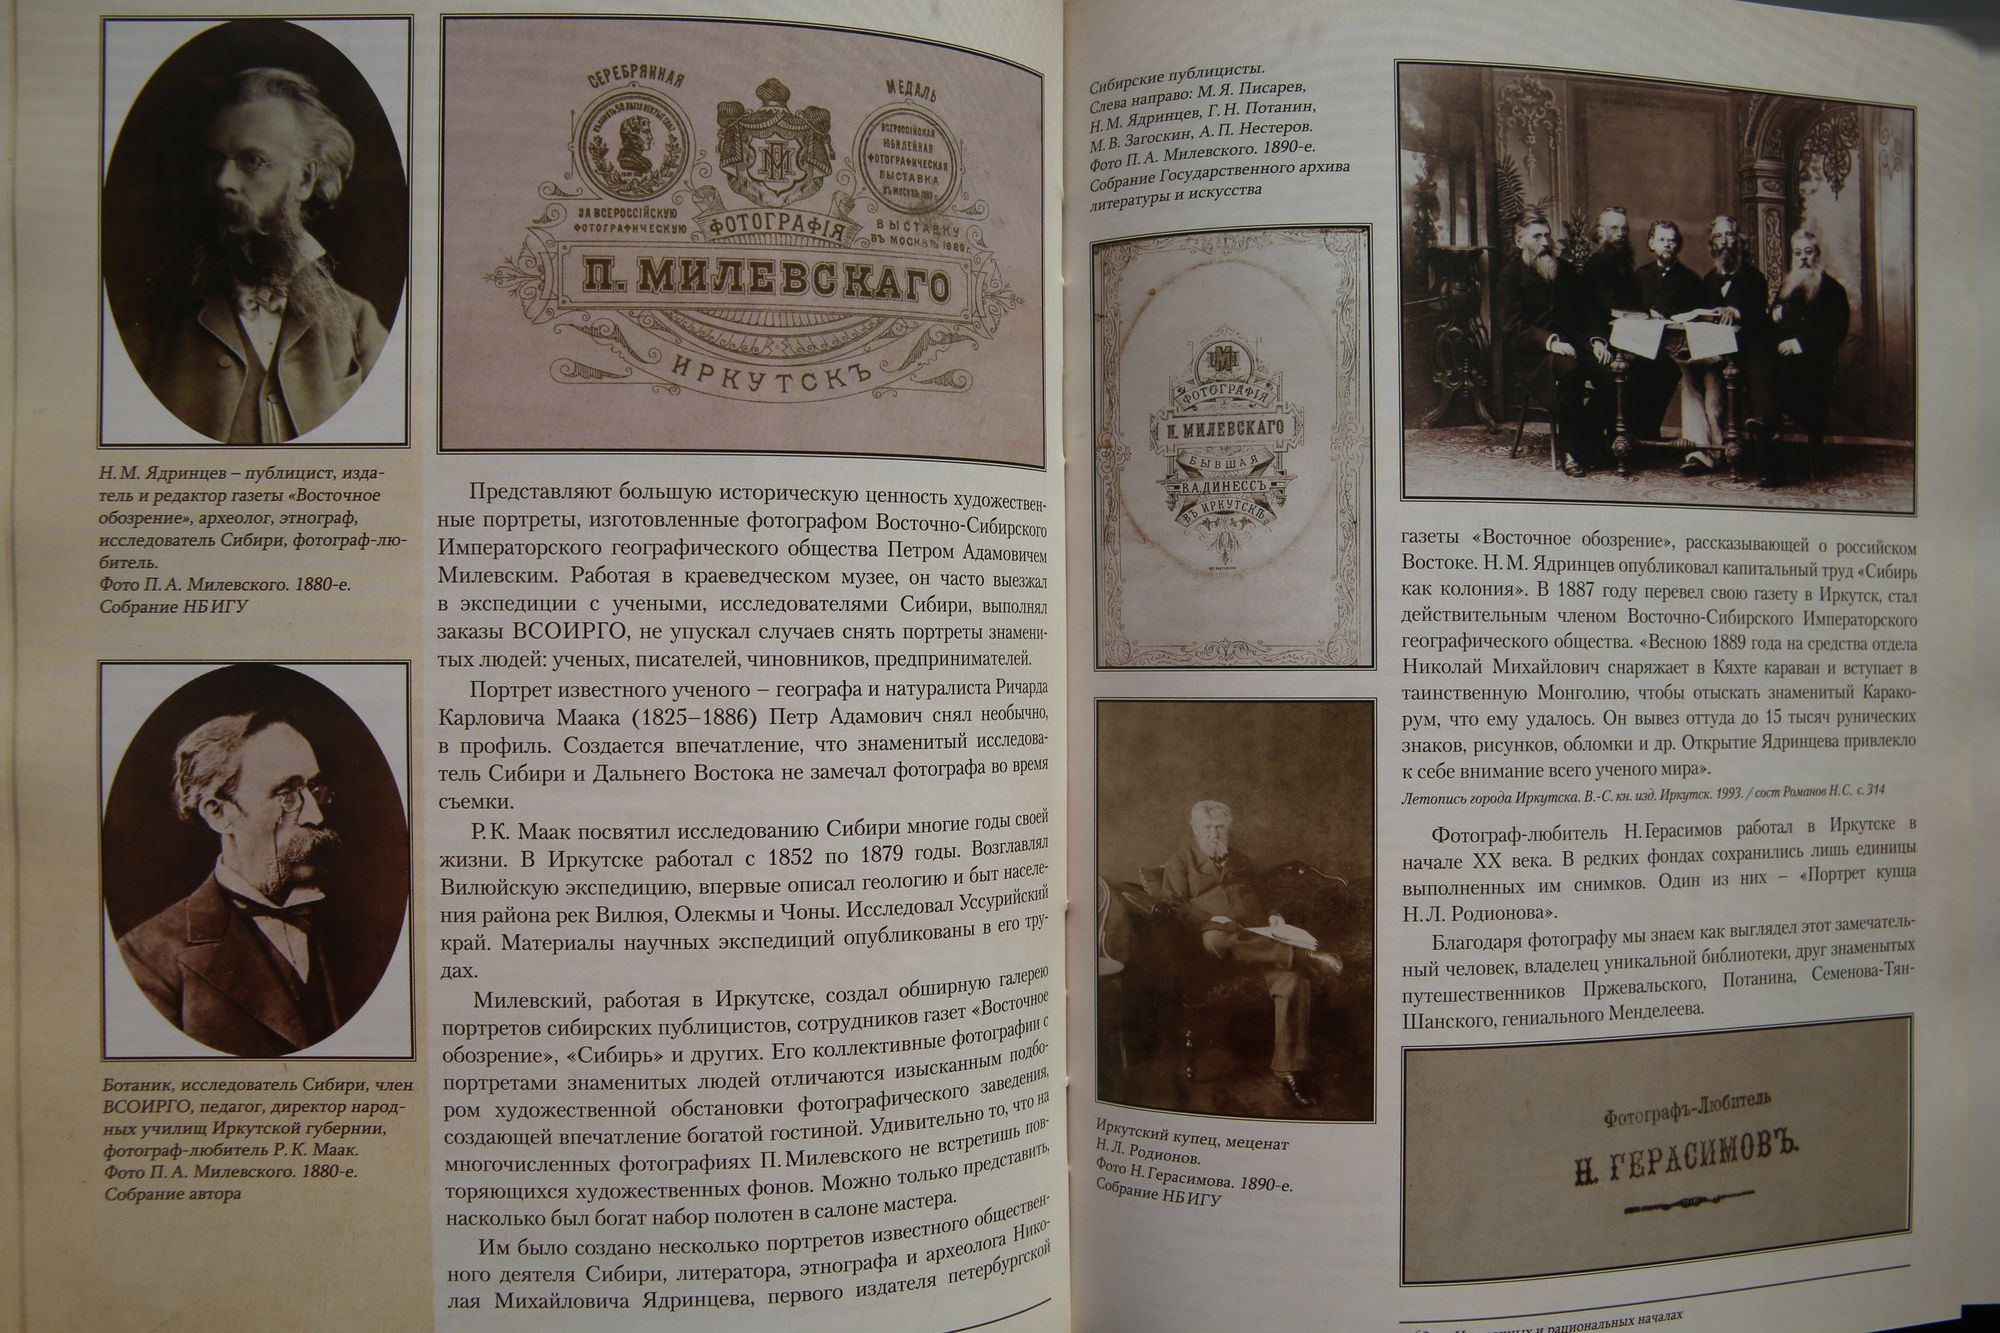 СЕРЕБРЯННАЯ
МЕДАЛЬ
ВСЕРОССІЙСКАЯ
ЮБИЛЕЙНАЯ
ФОТОГРАФИЧЕСКАЯ
ВЫСТАВКА
ЗА ВСЕРОССІЙСКУЮ
ФОТОГРАФИЧЕСКУЮ
ВЫСТАВКУ
ВЪ МОСКВѢ 1889 г.
ФОТОГРАФІЯ
П. МИЛЕВСКАГО
ИРКУТСКЪ
Н. М. Ядринцев – публицист, изда-
тель и редактор газеты «Восточное
обозрение», археолог, этнограф,
исследователь Сибири, фотограф-лю-
битель.
Фото П. А. Милевского. 1880-е.
Собрание НБ ИГУ
Ботаник, исследователь Сибири, член
ВСОИРГО, педагог, директор народ-
ных училищ Иркутской губернии,
фотограф-любитель Р. К. Маак.
Фото П. А. Милевского. 1880-е.
Собрание автора
Представляют большую историческую ценность художествен-
ные портреты, изготовленные фотографом Восточно-Сибирского
Императорского географического общества Петром Адамовичем
Милевским. Работая в краеведческом музее, он часто выезжал
в экспедиции с учеными, исследователями Сибири, выполнял
заказы ВСОИРГО, не упускал случаев снять портреты знамени-
тых людей: ученых, писателей, чиновников, предпринимателей.
Портрет известного ученого – географа и натуралиста Ричарда
Карловича Маака (1825–1886) Петр Адамович снял необычно,
в профиль. Создается впечатление, что знаменитый исследова-
тель Сибири и Дальнего Востока не замечал фотографа во время
съемки.
Р. К. Маак посвятил исследованию Сибири многие годы своей
жизни. В Иркутске работал с 1852 по 1879 годы. Возглавлял
Вилюйскую экспедицию, впервые описал геологию и быт населе-
ния района рек Вилюя, Олекмы и Чоны. Исследовал Уссурийский
край. Материалы научных экспедиций опубликованы в его тру-
дах.
Милевский, работая в Иркутске, создал обширную галерею
портретов сибирских публицистов, сотрудников газет «Восточное
обозрение», «Сибирь» и других. Его коллективные фотографии с
портретами знаменитых людей отличаются изысканным подбо-
ром художественной обстановки фотографического заведения,
создающей впечатление богатой гостиной. Удивительно то, что на
многочисленных фотографиях П. Милевского не встретишь пов-
торяющихся художественных фонов. Можно только представить,
насколько был богат набор полотен в салоне мастера.
Им было создано несколько портретов известного обществен-
ного деятеля Сибири, литератора, этнографа и археолога Нико-
лая Михайловича Ядринцева, первого издателя петербургской
Сибирские публицисты.
Слева направо: М. Я. Писарев,
Н. М. Ядринцев, Г. Н. Потанин,
М. В. Загоскин, А. П. Нестеров.
Фото П. А. Милевского. 1890-е.
Собрание Государственного архива
литературы и искусства
ФОТОГРАФІЯ
П. МИЛЕВСКАГО
БЫВШАЯ
В. А. ДИНЕССЪ
ВЪ ИРКУТСКѢ
Иркутский купец, меценат
Н. Л. Родионов.
Фото Н. Герасимова. 1890-е.
Собрание НБ ИГУ
газеты «Восточное обозрение», рассказывающей о российском
Востоке. Н. М. Ядринцев опубликовал капитальный труд «Сибирь
как колония». В 1887 году перевел свою газету в Иркутск, стал
действительным членом Восточно-Сибирского Императорского
географического общества. «Весною 1889 года на средства отдела
Николай Михайлович снаряжает в Кяхте караван и вступает в
таинственную Монголию, чтобы отыскать знаменитый Карако-
рум, что ему удалось. Он вывез оттуда до 15 тысяч рунических
знаков, рисунков, обломки и др. Открытие Ядринцева привлекло
к себе внимание всего ученого мира».
Летопись города Иркутска. В.-С. кн. изд. Иркутск. 1993. / сост Романов Н. С. с. 314
Фотограф-любитель Н. Герасимов работал в Иркутске в
начале XX века. В редких фондах сохранились лишь единицы
выполненных им снимков. Один из них – «Портрет купца
Н. Л. Родионова».
Благодаря фотографу мы знаем как выглядел этот замечатель-
ный человек, владелец уникальной библиотеки, друг знаменытых
путешественников Пржевальского, Потанина, Семенова-Тян-
Шанского, гениального Менделеева.
Фотографъ-Любитель
Н. ГЕРАСИМОВЪ.
и рациональных началах